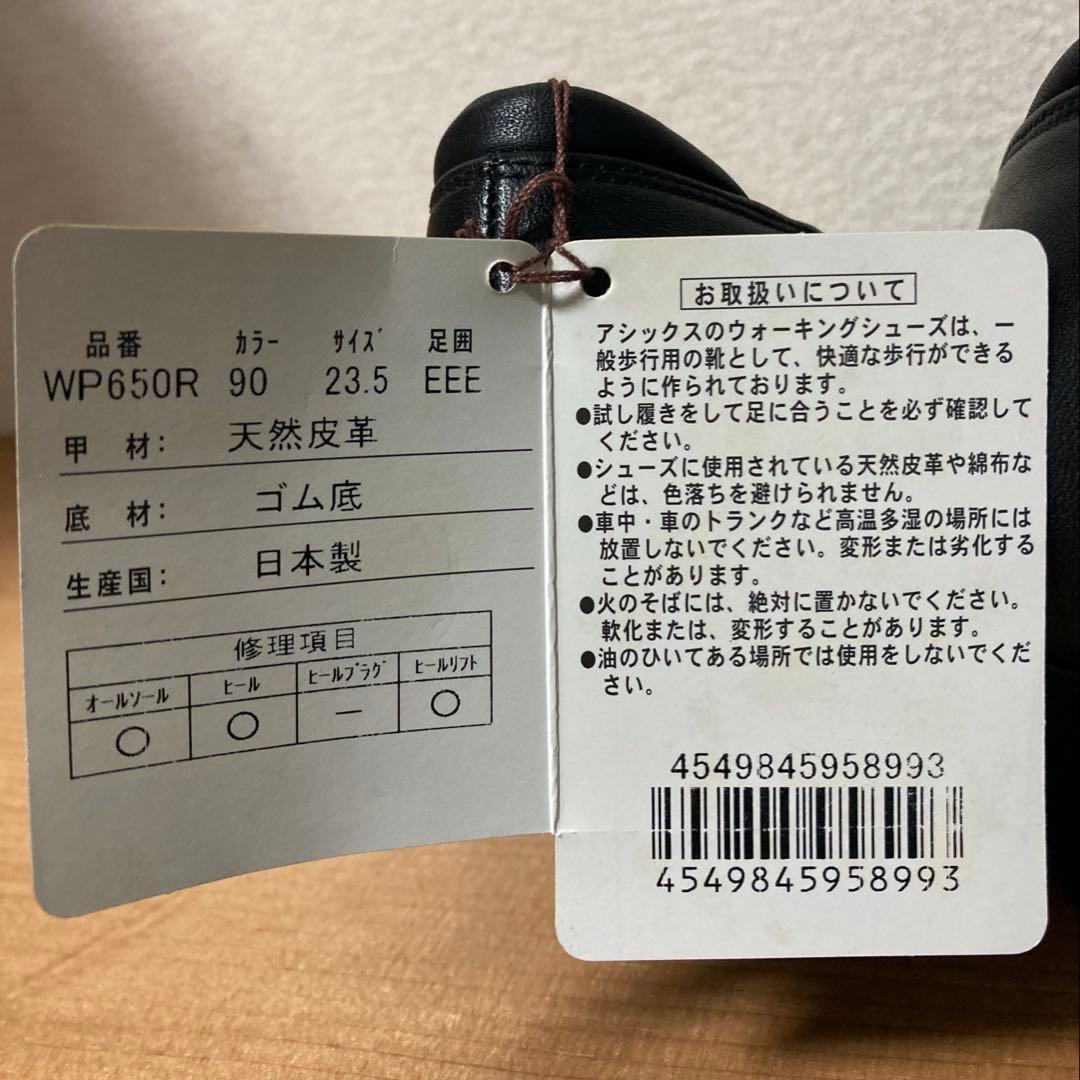 品番 ｶﾗｰ ｻｲｽﾞ 足囲
WP650R 90 23.5 EEE
甲 材: 天然皮革
底 材: ゴム底
生産国: 日本製
修理項目
ｵｰﾙｿｰﾙ ﾋｰﾙ ﾋｰﾙﾌﾟﾗｸﾞ ﾋｰﾙﾘﾌﾄ
○ ○ － ○
お取扱いについて
アシックスのウォーキングシューズは、一
般歩行用の靴として、快適な歩行ができる
ように作られております。
●試し履きをして足に合うことを必ず確認して
ください。
●シューズに使用されている天然皮革や綿布な
どは、色落ちを避けられません。
●車中・車のトランクなど高温多湿の場所には
放置しないでください。変形または劣化する
ことがあります。
●火のそばには、絶対に置かないでください。
軟化または、変形することがあります。
●油のひいてある場所では使用をしないでくだ
さい。
4549845958993
4549845958993